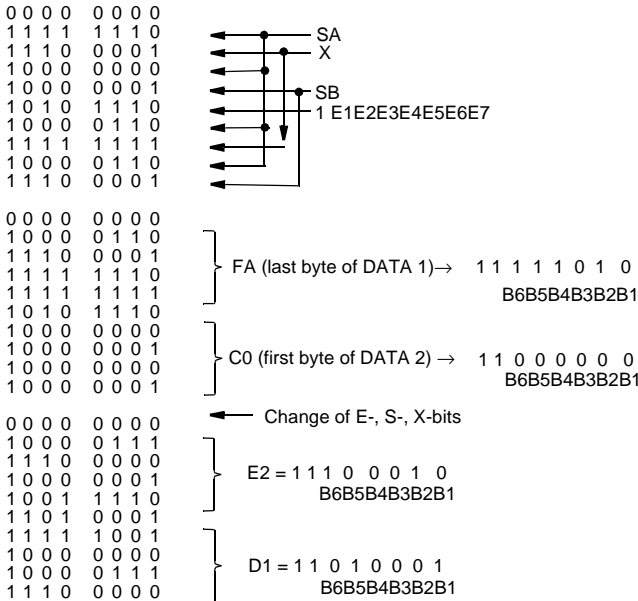 0 0 0 0 0 0 0 0
1 1 1 1 1 1 1 0 SA
1 1 1 0 0 0 0 1 X
1 0 0 0 0 0 0 0
1 0 0 0 0 0 0 1 SB
1 0 1 0 1 1 1 0 1 E1E2E3E4E5E6E7
1 0 0 0 0 1 1 0
1 1 1 1 1 1 1 1
1 0 0 0 0 1 1 0
1 1 1 0 0 0 0 1
0 0 0 0 0 0 0 0
1 0 0 0 0 1 1 0
1 1 1 0 0 0 0 1 FA (last byte of DATA 1)→ 1 1 1 1 1 0 1 0
1 1 1 1 1 1 1 0
1 1 1 1 1 1 1 1 B6B5B4B3B2B1
1 0 1 0 1 1 1 0
1 0 0 0 0 0 0 0
1 0 0 0 0 0 0 1 C0 (first byte of DATA 2) → 1 1 0 0 0 0 0 0
1 0 0 0 0 0 0 0 B6B5B4B3B2B1
1 0 0 0 0 0 0 1
0 0 0 0 0 0 0 0 Change of E-, S-, X-bits
1 0 0 0 0 1 1 1
1 1 1 0 0 0 0 0
1 0 0 0 0 0 0 1 E2 = 1 1 1 0 0 0 1 0
1 0 0 1 1 1 1 0 B6B5B4B3B2B1
1 1 0 1 0 0 0 1
1 1 1 1 1 0 0 1
1 0 0 0 0 0 0 0
1 0 0 0 0 1 1 1 D1 = 1 1 0 1 0 0 0 1
1 1 1 0 0 0 0 0 B6B5B4B3B2B1